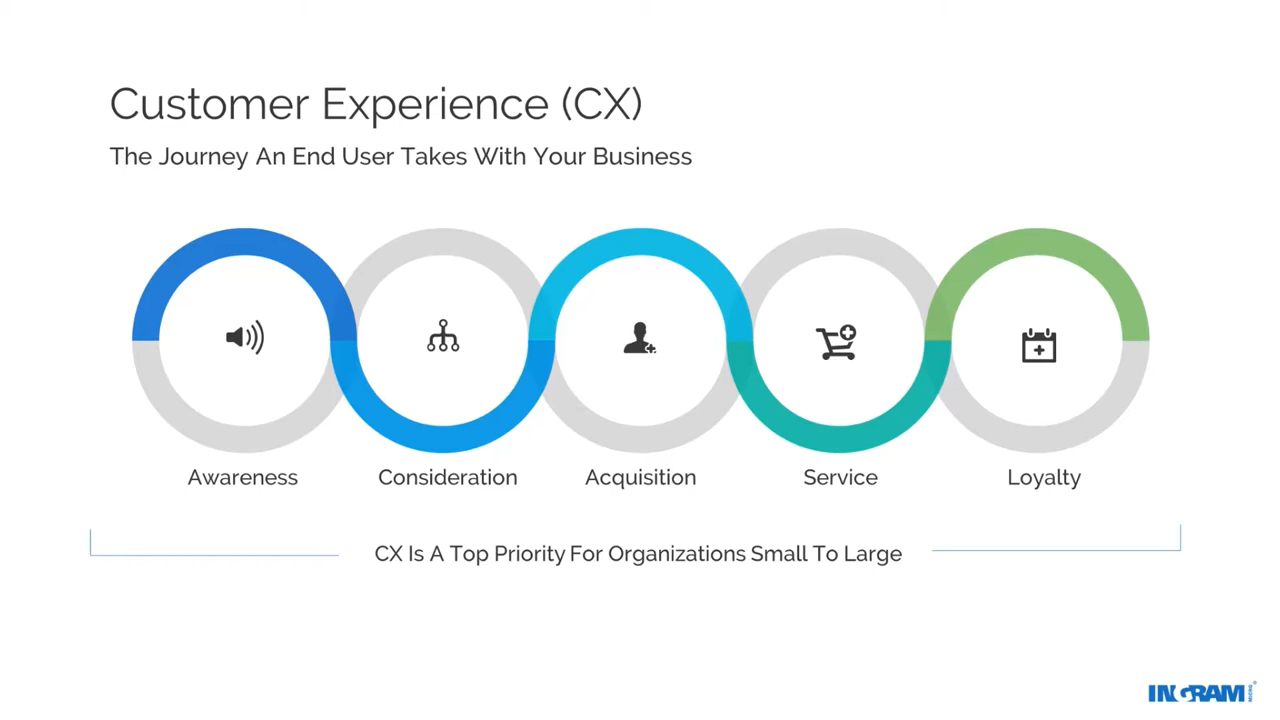 Customer Experience (CX)
The Journey An End User Takes With Your Business
Awareness
Consideration
Acquisition
Service
Loyalty
CX Is A Top Priority For Organizations Small To Large
INGRAM MICRO